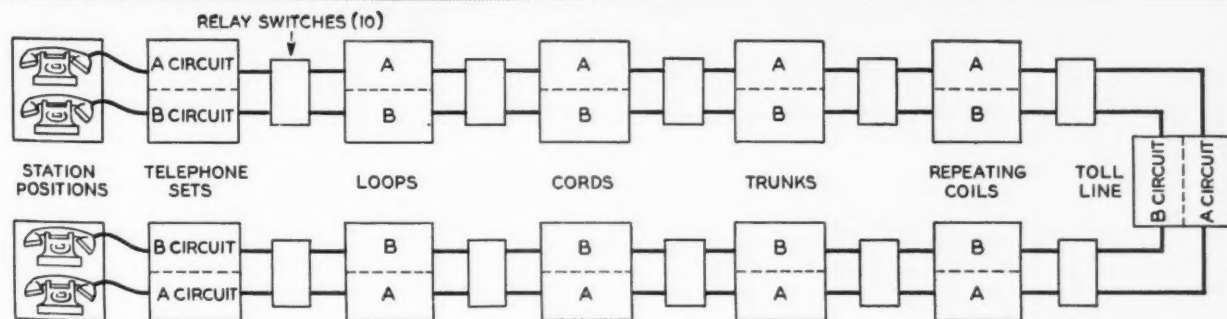 RELAY SWITCHES (10)
A CIRCUIT
B CIRCUIT
A
B
A
B
A
B
A
B
STATION
POSITIONS
TELEPHONE
SETS
LOOPS
CORDS
TRUNKS
REPEATING
COILS
TOLL
LINE
B CIRCUIT
A CIRCUIT
B CIRCUIT
A CIRCUIT
B
A
B
A
B
A
B
A